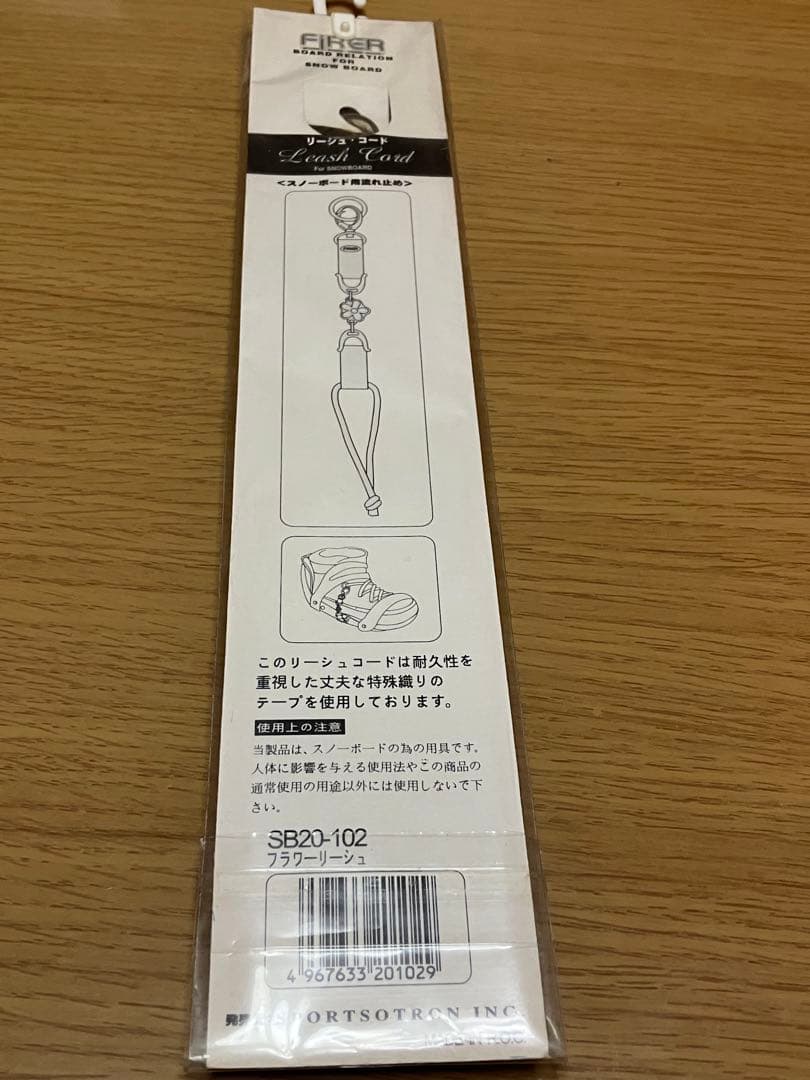 FiRER
BOARD RELATION
FOR
SNOW BOARD
リーシュ・コード
Leash Cord
For SNOWBOARD
<スノーボード用流れ止め>
このリーシュコードは耐久性を
重視した丈夫な特殊織りの
テープを使用しております。
使用上の注意
当製品は、スノーボードの為の用具です。
人体に影響を与える使用法やこの商品の
通常使用の用途以外には使用しないで下
さい。
SB20-102
フラワーリーシュ
4 967633 201029
PORTSOTRON INC
MADE IN R.O.C.